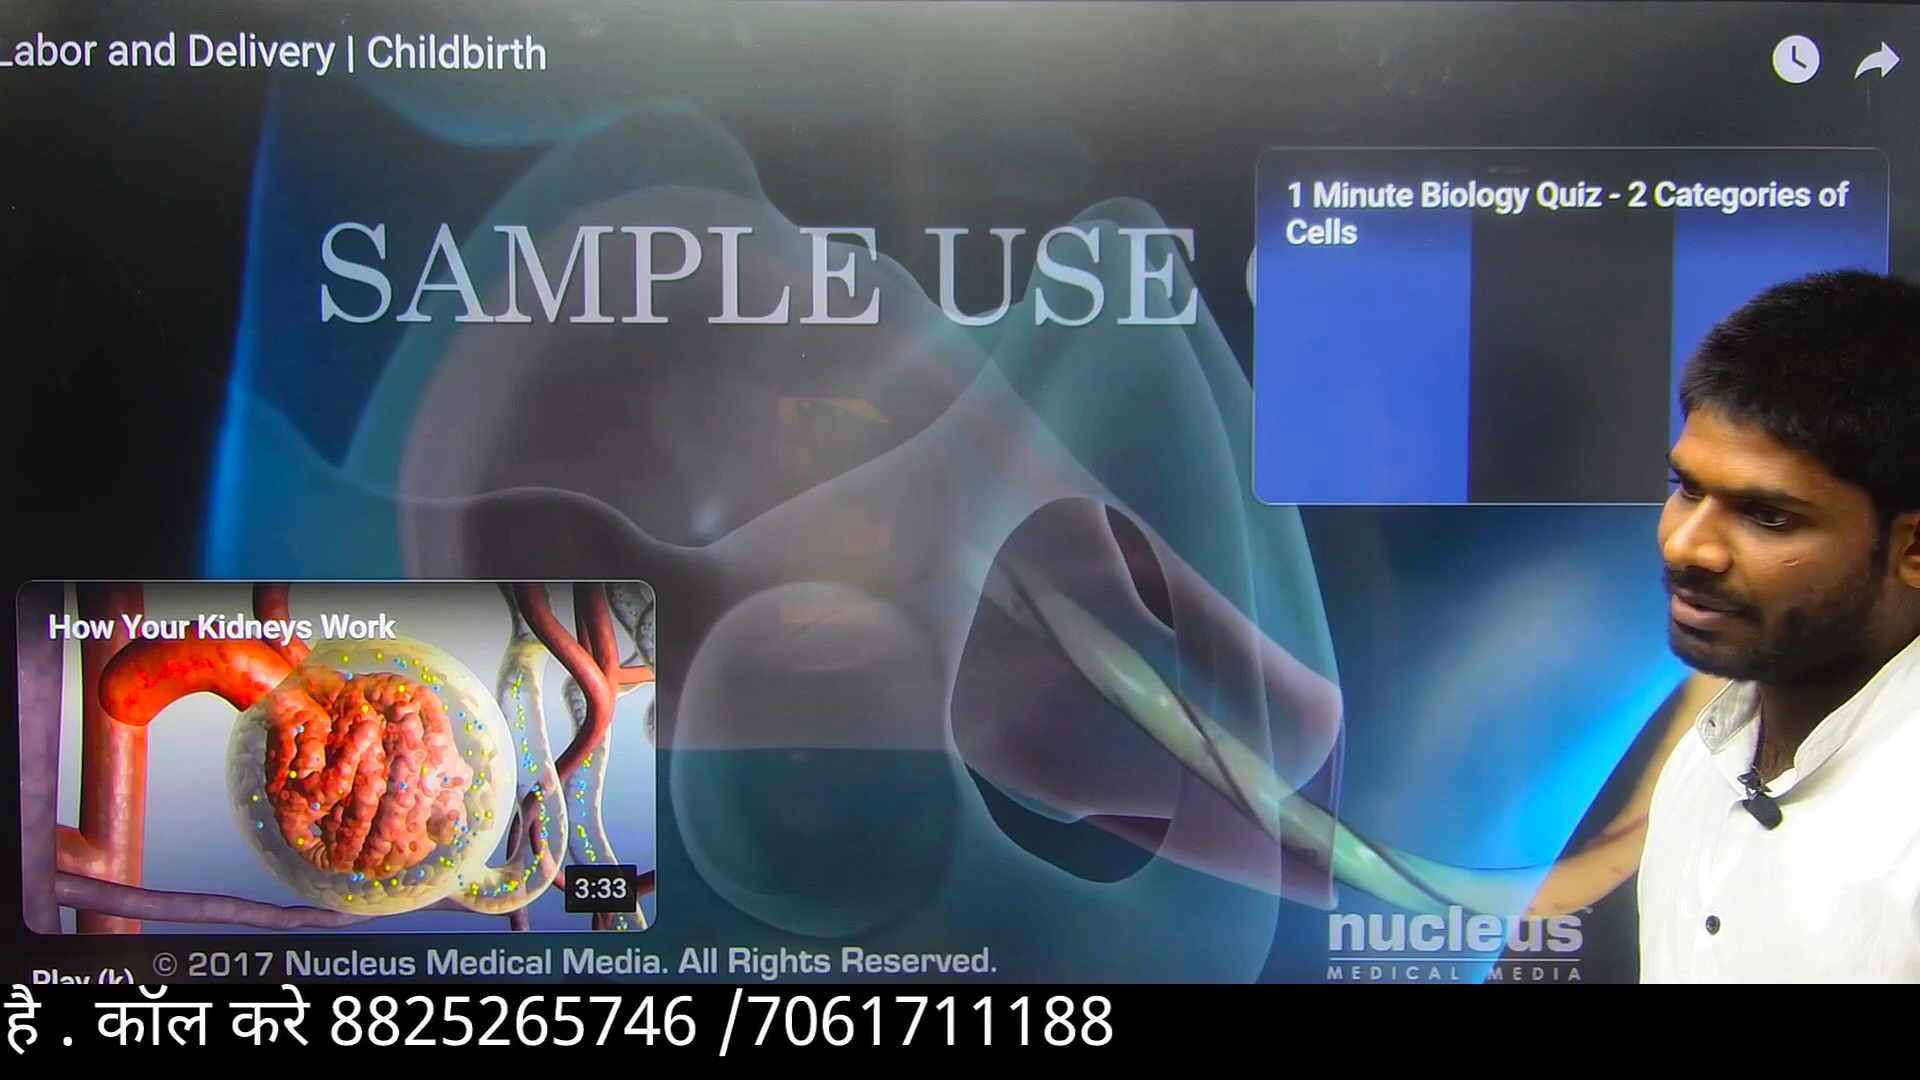 Labor and Delivery | Childbirth
1 Minute Biology Quiz - 2 Categories of
Cells
SAMPLE USE
How Your Kidneys Work
3:33
nucleus
MEDICAL MEDIA
© 2017 Nucleus Medical Media. All Rights Reserved.
Play (k)
है . कॉल करे 8825265746 /7061711188